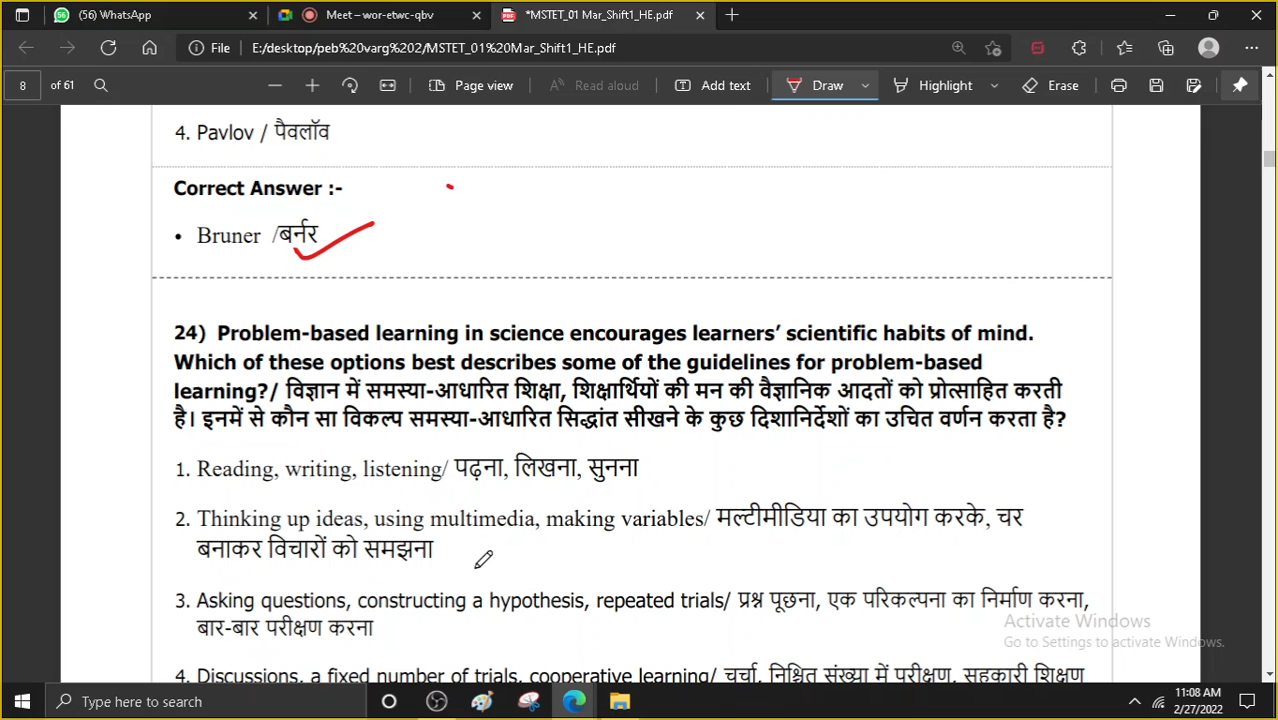 (56) WhatsApp
Meet – wor-etwc-qbv
*MSTET_01 Mar_Shift1_HE.pdf
File
E:/desktop/peb%20varg%202/MSTET_01%20Mar_Shift1_HE.pdf
8 of 61
Page view
Read aloud
Add text
Draw
Highlight
Erase
4. Pavlov / पैवलॉव
Correct Answer :-
• Bruner /बर्नर
24) Problem-based learning in science encourages learners’ scientific habits of mind.
Which of these options best describes some of the guidelines for problem-based
learning?/ विज्ञान में समस्या-आधारित शिक्षा, शिक्षार्थियों की मन की वैज्ञानिक आदतों को प्रोत्साहित करती
है। इनमें से कौन सा विकल्प समस्या-आधारित सिद्धांत सीखने के कुछ दिशानिर्देशों का उचित वर्णन करता है?
1. Reading, writing, listening/ पढ़ना, लिखना, सुनना
2. Thinking up ideas, using multimedia, making variables/ मल्टीमीडिया का उपयोग करके, चर
बनाकर विचारों को समझना
3. Asking questions, constructing a hypothesis, repeated trials/ प्रश्न पूछना, एक परिकल्पना का निर्माण करना,
बार-बार परीक्षण करना
Activate Windows
Go to Settings to activate Windows.
4. Discussions, a fixed number of trials, cooperative learning/ चर्चा, निश्चित संख्या में परीक्षण, सहकारी शिक्षण
Type here to search
11:08 AM
2/27/2022